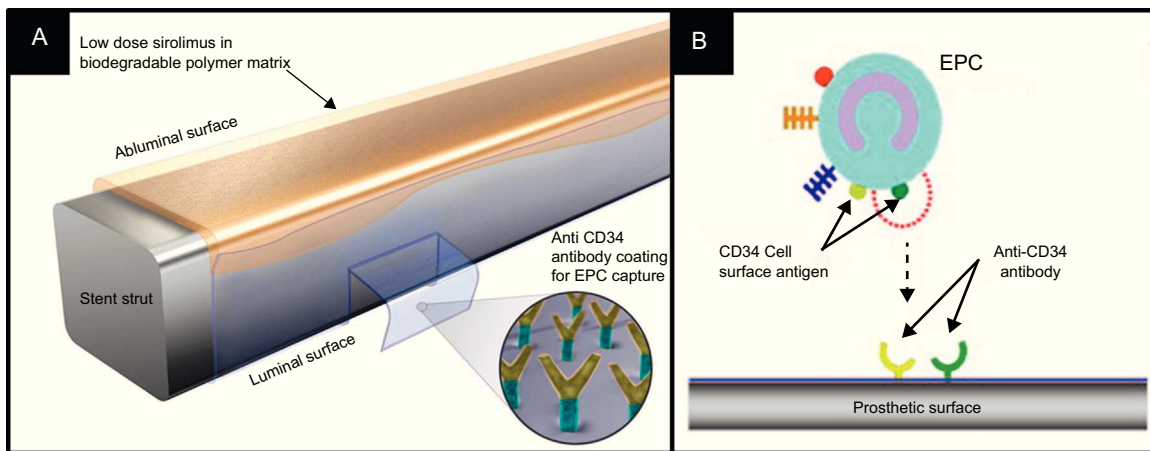 A
Low dose sirolimus in
biodegradable polymer matrix
Abluminal surface
Stent strut
Anti CD34
antibody coating
for EPC capture
Luminal surface
B
EPC
CD34 Cell
surface antigen
Anti-CD34
antibody
Prosthetic surface